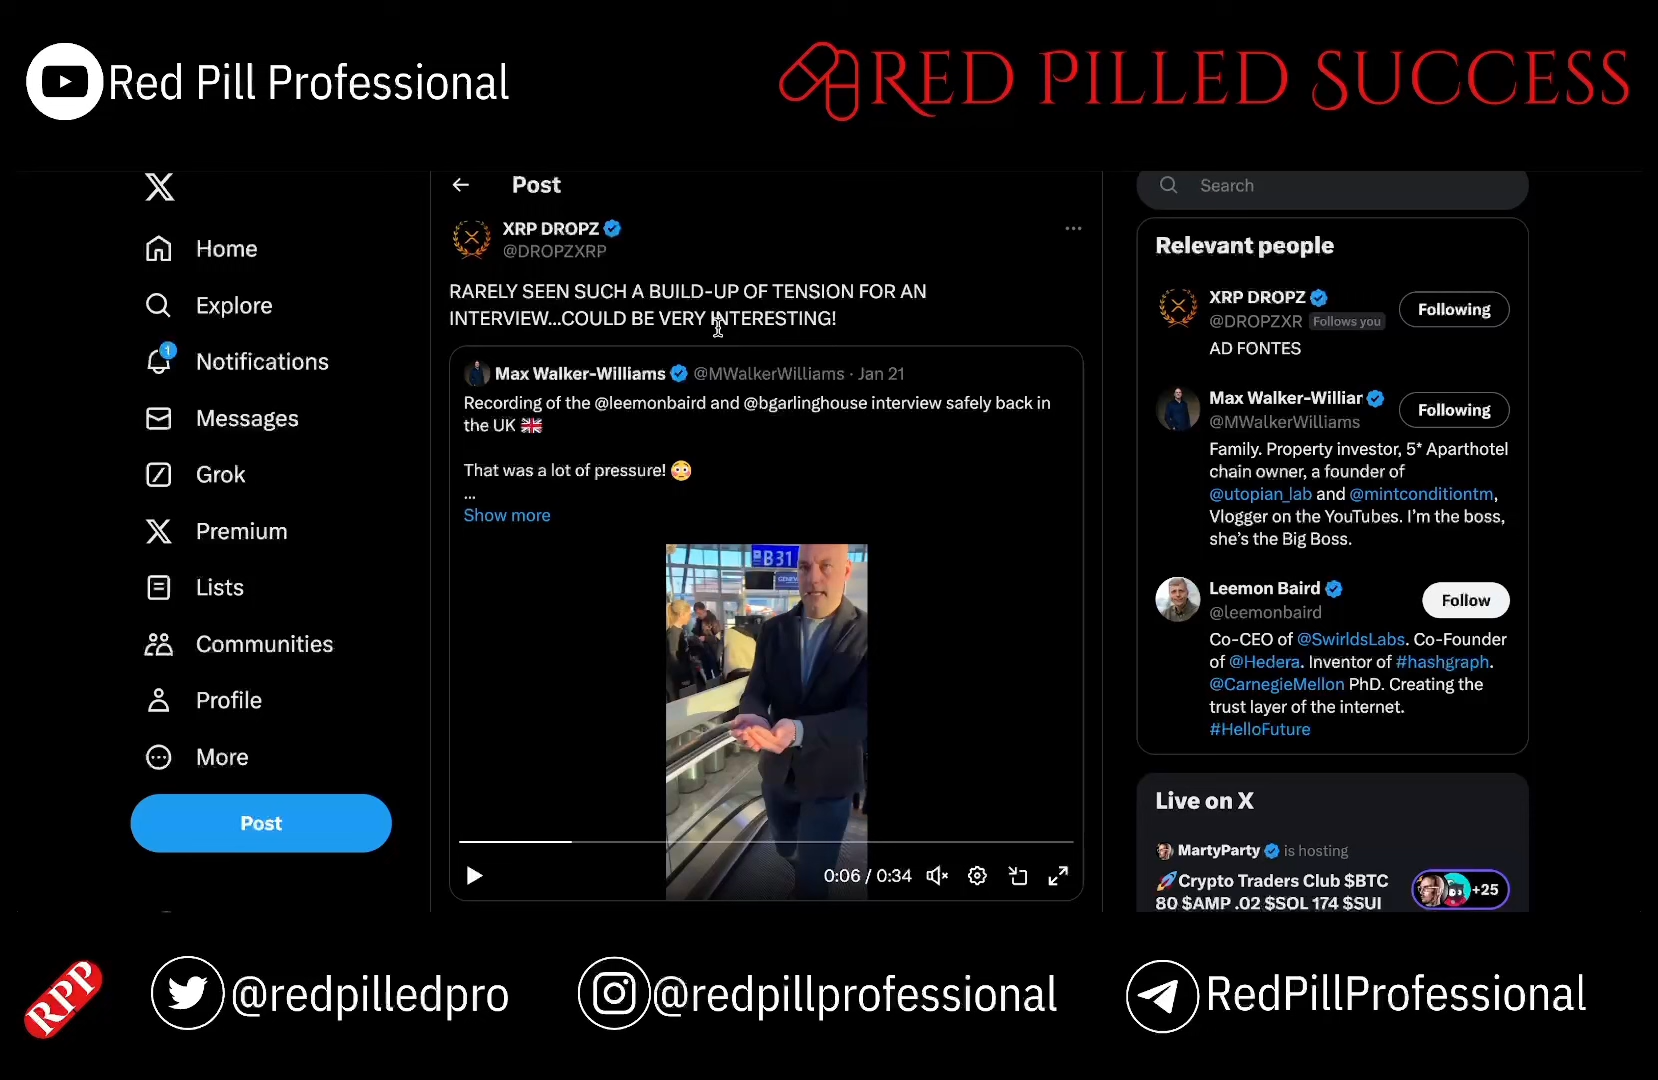 Red Pill Professional
RED PILLED SUCCESS
Home
Explore
1
Notifications
Messages
Grok
Premium
Lists
Communities
Profile
More
Post
Post
XRP DROPZ
@DROPZXRP
RARELY SEEN SUCH A BUILD-UP OF TENSION FOR AN
INTERVIEW...COULD BE VERY INTERESTING!
Max Walker-Williams @MWalkerWilliams · Jan 21
Recording of the @leemonbaird and @bgarlinghouse interview safely back in
the UK 🇬🇧
That was a lot of pressure! 😳
...
Show more
B31
0:06 / 0:34
Search
Relevant people
XRP DROPZ
Following
@DROPZXR Follows you
AD FONTES
Max Walker-Williar
Following
@MWalkerWilliams
Family. Property investor, 5* Aparthotel
chain owner, a founder of
@utopian_lab and @mintconditiontm,
Vlogger on the YouTubes. I'm the boss,
she's the Big Boss.
Leemon Baird
Follow
@leemonbaird
Co-CEO of @SwirldsLabs. Co-Founder
of @Hedera. Inventor of #hashgraph.
@CarnegieMellon PhD. Creating the
trust layer of the internet.
#HelloFuture
Live on X
MartyParty is hosting
🚀Crypto Traders Club $BTC
80 $AMP .02 $SOL 174 $SUI
+25
RPP
@redpilledpro
@redpillprofessional
RedPillProfessional